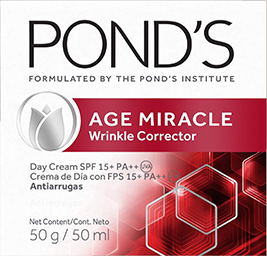 POND'S
FORMULATED BY THE POND'S INSTITUTE
AGE MIRACLE
Wrinkle Corrector
Day Cream SPF 15+ PA++ UVA
Crema de Día con FPS 15+ PA++
Antiarrugas
Net Content/Cont. Neto
50 g / 50 ml